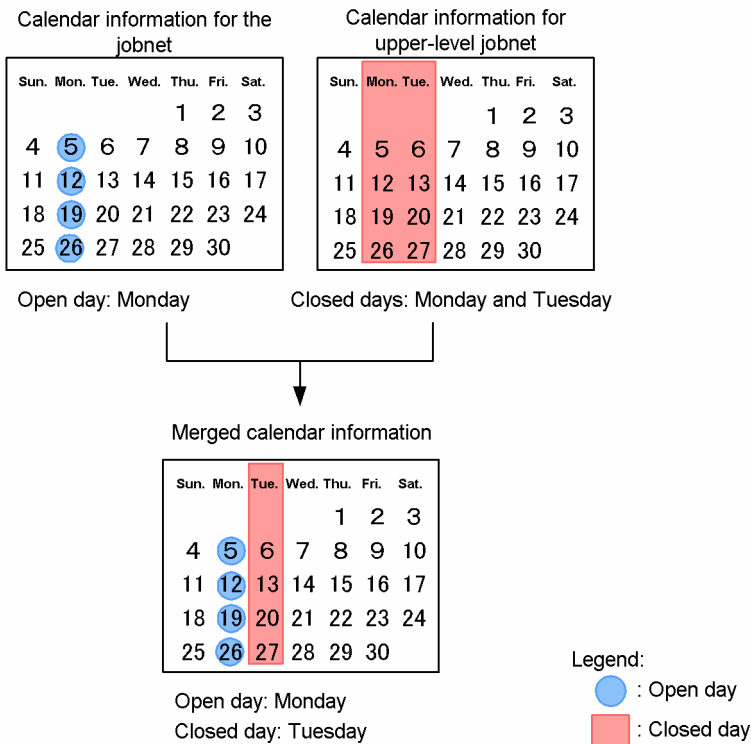 Calendar information for the
jobnet
Sun. Mon. Tue. Wed. Thu. Fri. Sat.
1 2 3
4 5 6 7 8 9 10
11 12 13 14 15 16 17
18 19 20 21 22 23 24
25 26 27 28 29 30
Open day: Monday
Calendar information for
upper-level jobnet
Sun. Mon. Tue. Wed. Thu. Fri. Sat.
1 2 3
4 5 6 7 8 9 10
11 12 13 14 15 16 17
18 19 20 21 22 23 24
25 26 27 28 29 30
Closed days: Monday and Tuesday
Merged calendar information
Sun. Mon. Tue. Wed. Thu. Fri. Sat.
1 2 3
4 5 6 7 8 9 10
11 12 13 14 15 16 17
18 19 20 21 22 23 24
25 26 27 28 29 30
Open day: Monday
Closed day: Tuesday
Legend:
: Open day
: Closed day